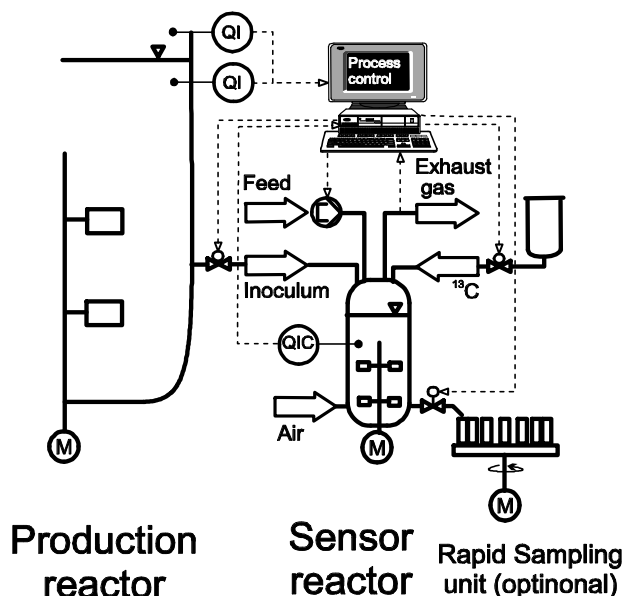 QI
QI
Process
control
Feed
Exhaust
gas
Inoculum
13C
QIC
Air
M
M
M
Production
reactor
Sensor
reactor
Rapid Sampling
unit (optinonal)